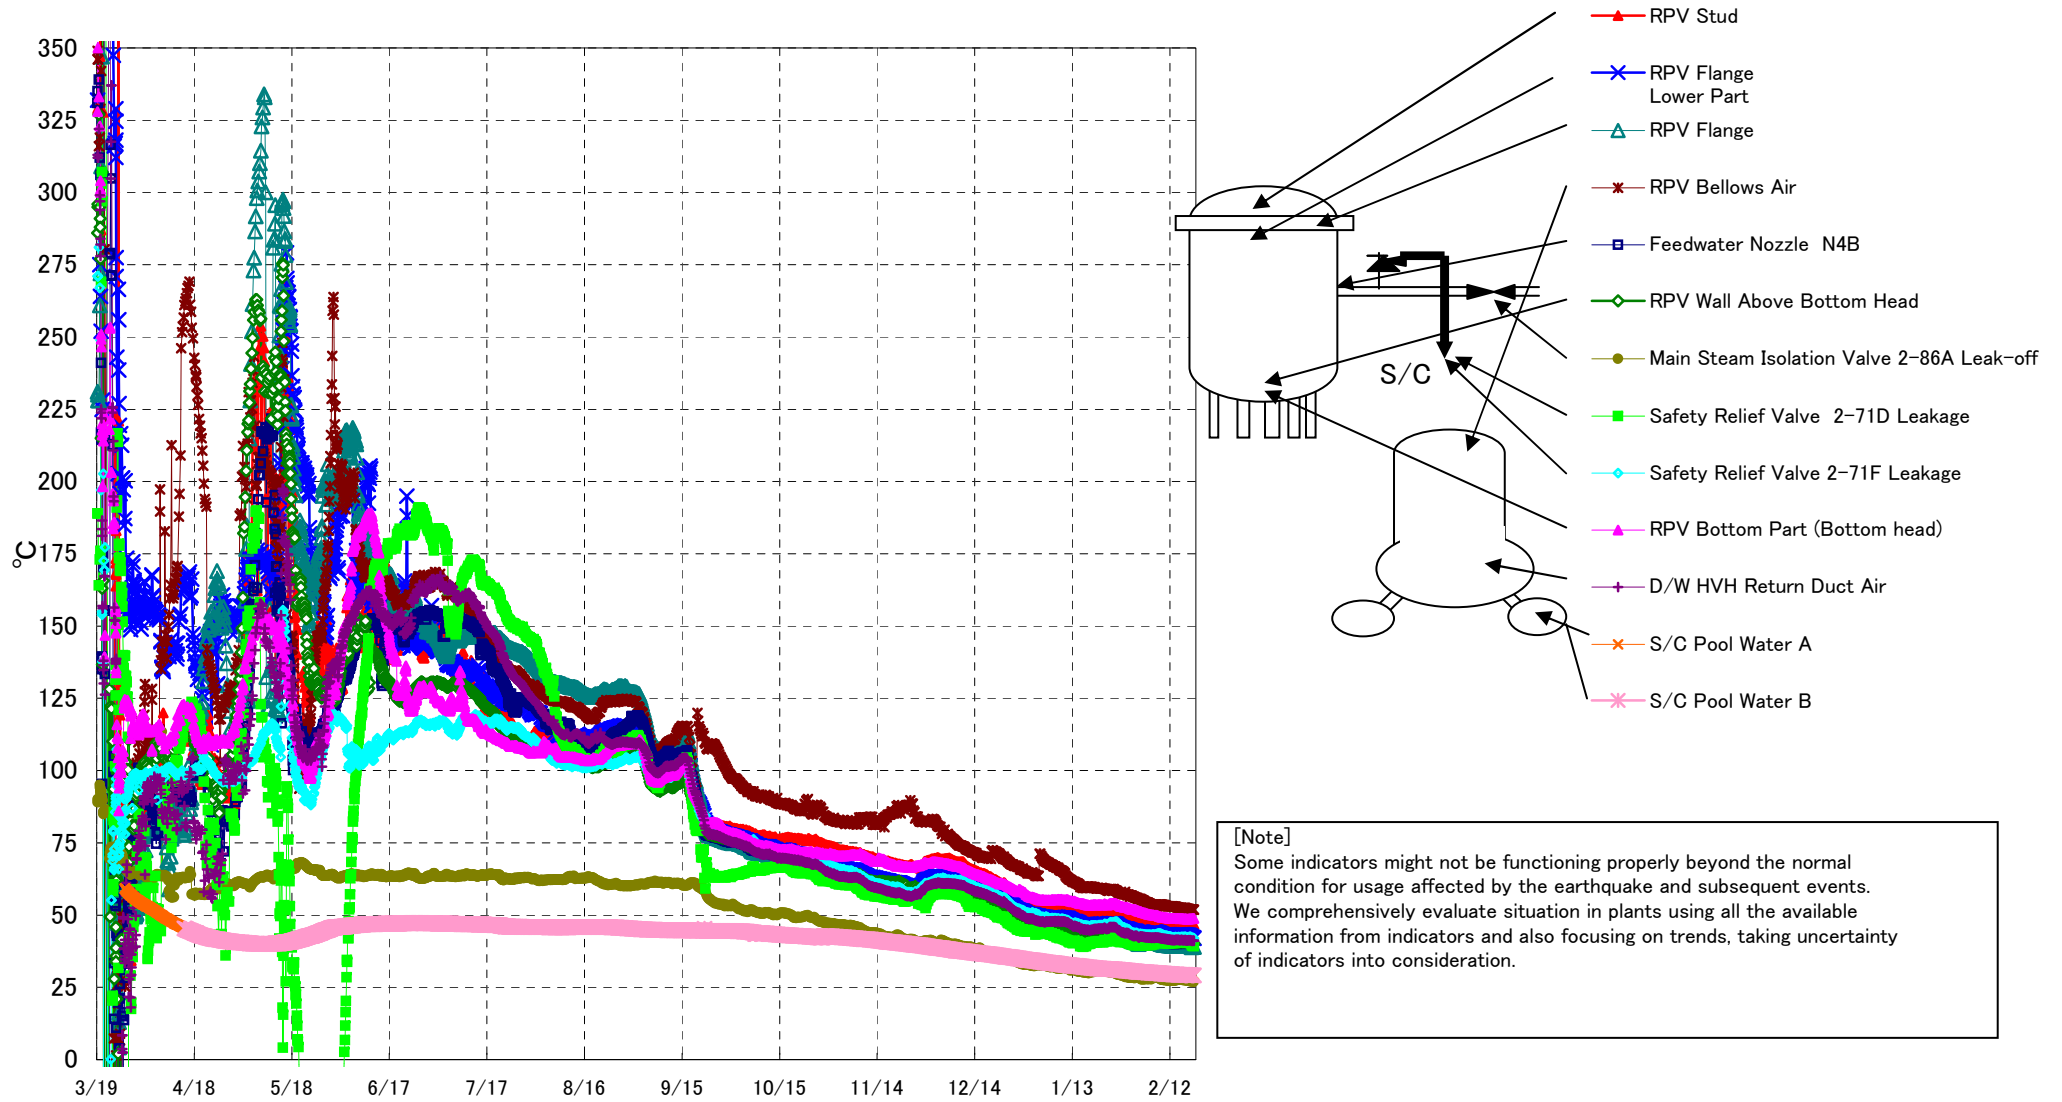 350
325
300
275
250
225
200
175
150
125
100
75
50
25
0
℃
3/19 4/18 5/18 6/17 7/17 8/16 9/15 10/15 11/14 12/14 1/13 2/12
RPV Stud
RPV Flange
Lower Part
RPV Flange
RPV Bellows Air
Feedwater Nozzle N4B
RPV Wall Above Bottom Head
Main Steam Isolation Valve 2-86A Leak-off
Safety Relief Valve 2-71D Leakage
Safety Relief Valve 2-71F Leakage
RPV Bottom Part (Bottom head)
D/W HVH Return Duct Air
S/C Pool Water A
S/C Pool Water B
S/C
[Note]
Some indicators might not be functioning properly beyond the normal
condition for usage affected by the earthquake and subsequent events.
We comprehensively evaluate situation in plants using all the available
information from indicators and also focusing on trends, taking uncertainty
of indicators into consideration.